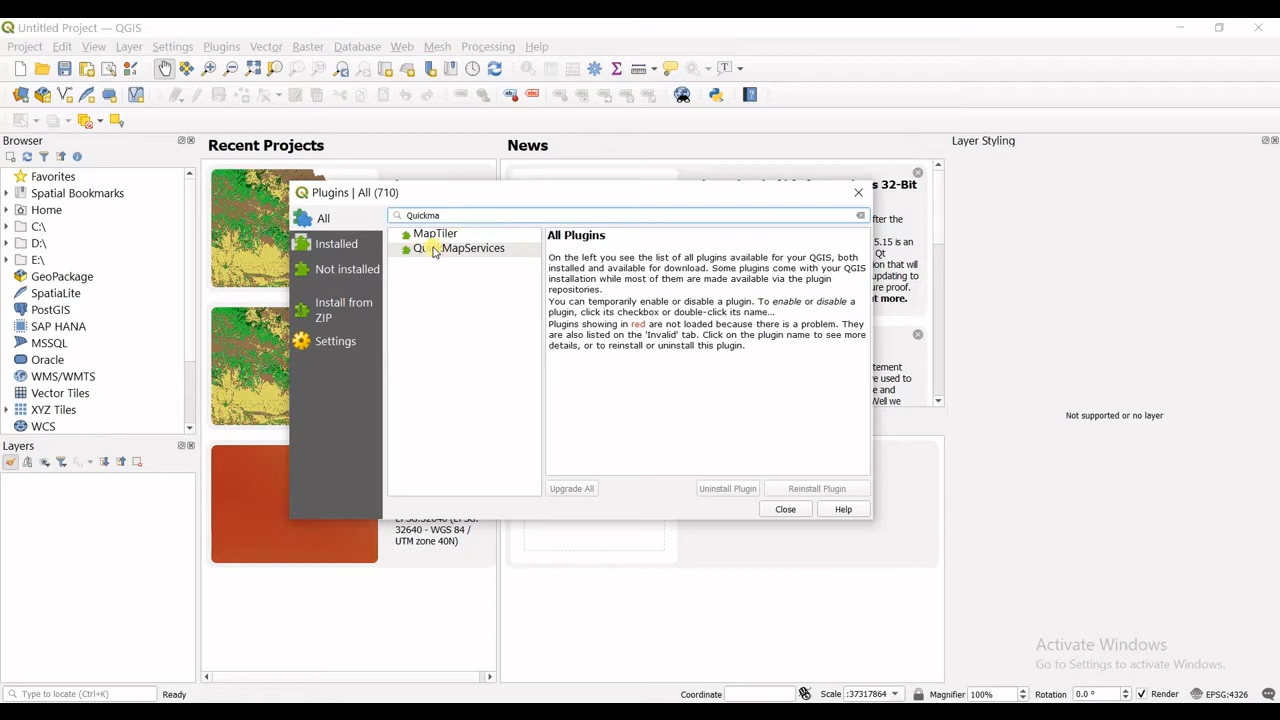 Untitled Project — QGIS
Project Edit View Layer Settings Plugins Vector Raster Database Web Mesh Processing Help
Browser
Favorites
Spatial Bookmarks
Home
C:\
D:\
E:\
GeoPackage
SpatiaLite
PostGIS
SAP HANA
MSSQL
Oracle
WMS/WMTS
Vector Tiles
XYZ Tiles
WCS
Layers
Recent Projects
32640 - WGS 84 /
UTM zone 40N)
News
s 32-Bit
fter the
5.15 is an
Qt
ion that will
updating to
ure proof.
t more.
tement
e used to
e and
Well we
Plugins | All (710)
Quickma
All
Installed
Not installed
Install from
ZIP
Settings
MapTiler
QuickMapServices
All Plugins
On the left you see the list of all plugins available for your QGIS, both
installed and available for download. Some plugins come with your QGIS
installation while most of them are made available via the plugin
repositories.
You can temporarily enable or disable a plugin. To enable or disable a
plugin, click its checkbox or double-click its name...
Plugins showing in red are not loaded because there is a problem. They
are also listed on the 'Invalid' tab. Click on the plugin name to see more
details, or to reinstall or uninstall this plugin.
Upgrade All
Uninstall Plugin
Reinstall Plugin
Close
Help
Layer Styling
Not supported or no layer
Activate Windows
Go to Settings to activate Windows.
Type to locate (Ctrl+K)
Ready
Coordinate
Scale :37317864
Magnifier 100%
Rotation 0.0 °
Render
EPSG:4326